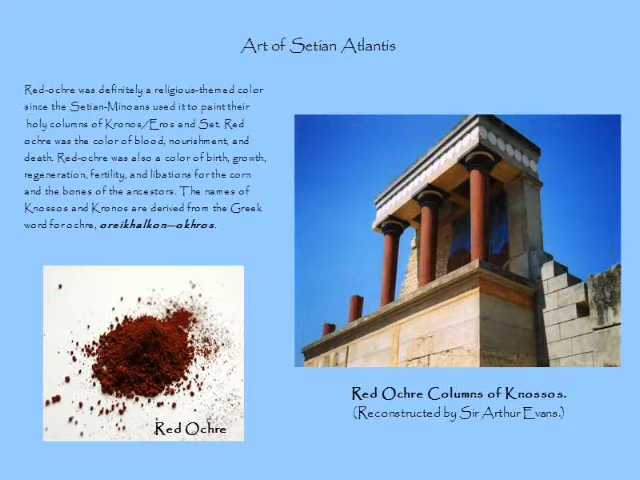 Art of Setian Atlantis
Red-ochre was definitely a religious-themed color
since the Setian-Minoans used it to paint their
holy columns of Kronos/Eros and Set. Red
ochre was the color of blood, nourishment, and
death. Red-ochre was also a color of birth, growth,
regeneration, fertility, and libations for the corn
and the bones of the ancestors. The names of
Knossos and Kronos are derived from the Greek
word for ochre, oreikhalkon—okhros.
Red Ochre
Red Ochre Columns of Knossos.
(Reconstructed by Sir Arthur Evans.)